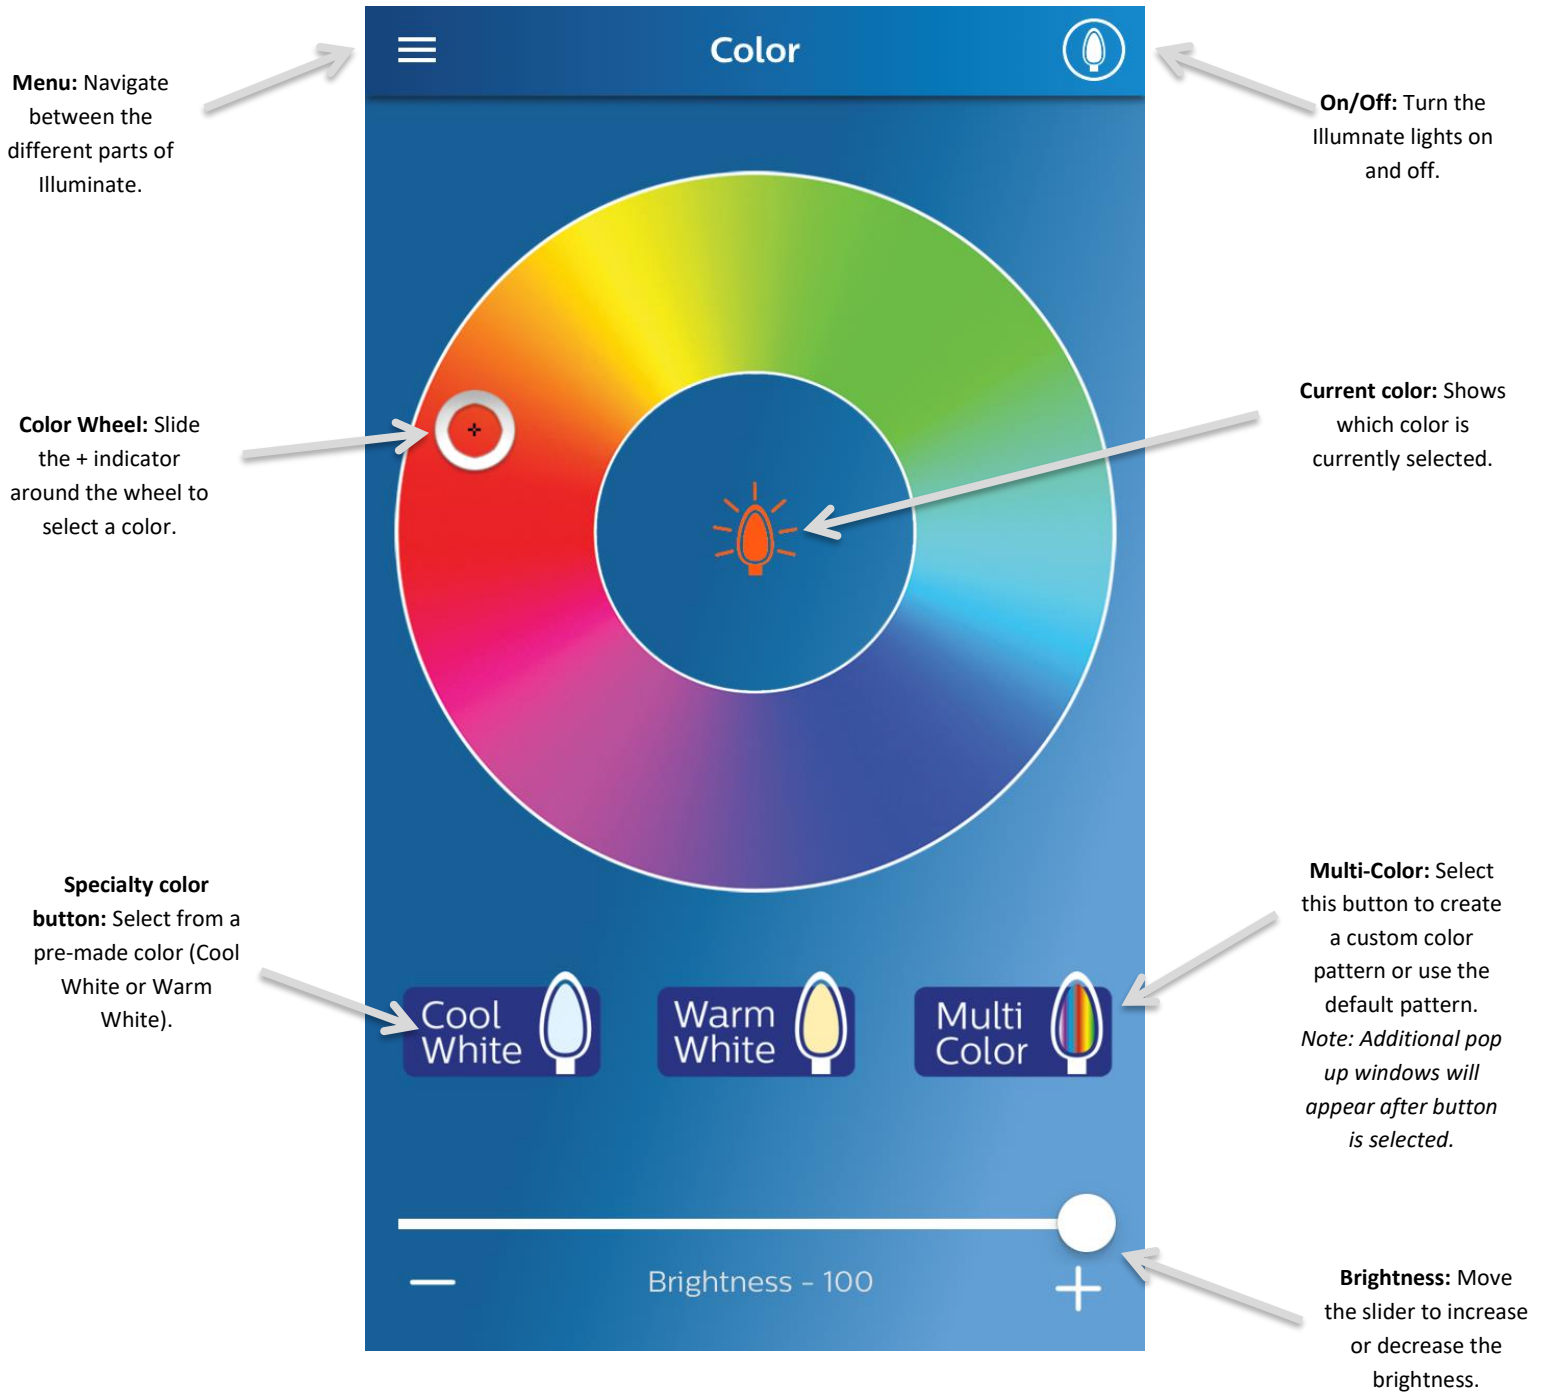 Menu: Navigate
between the
different parts of
Illuminate.
Color
On/Off: Turn the
Illumnate lights on
and off.
Color Wheel: Slide
the + indicator
around the wheel to
select a color.
Current color: Shows
which color is
currently selected.
Specialty color
button: Select from a
pre-made color (Cool
White or Warm
White).
Cool
White
Warm
White
Multi
Color
Multi-Color: Select
this button to create
a custom color
pattern or use the
default pattern.
Note: Additional pop
up windows will
appear after button
is selected.
Brightness - 100
Brightness: Move
the slider to increase
or decrease the
brightness.